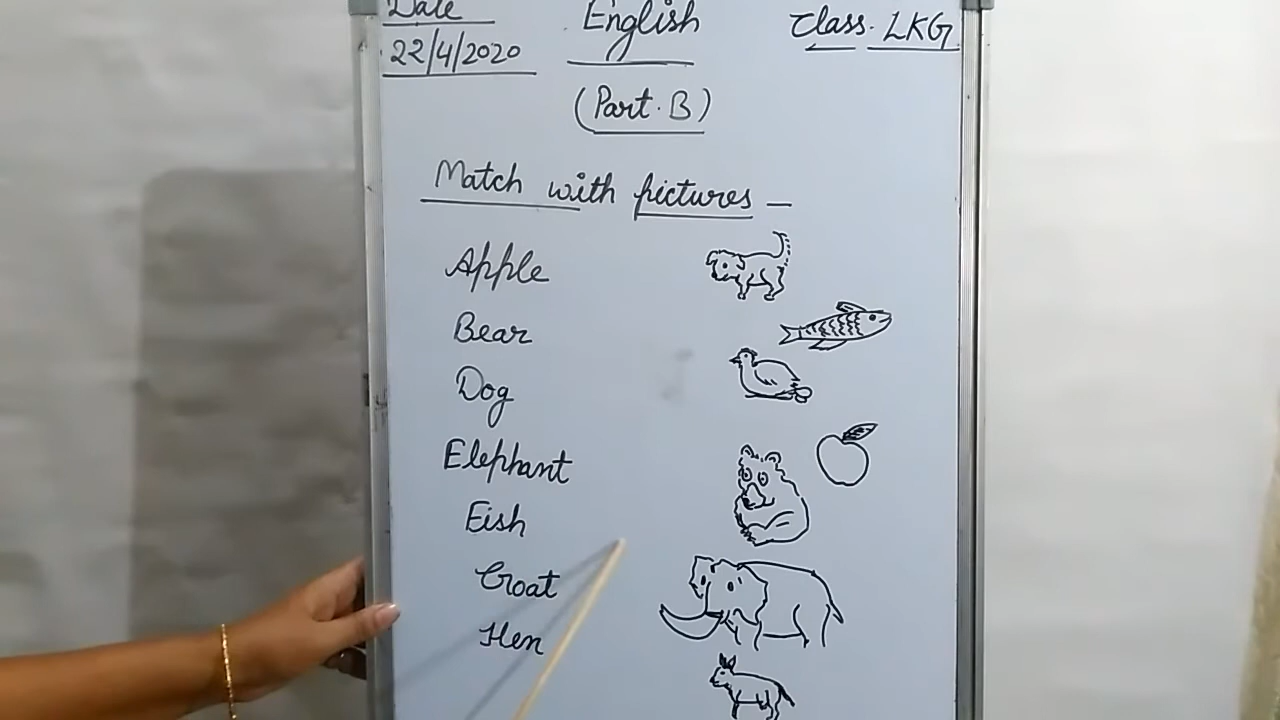 Date English Class. LKG
22/4/2020
(Part. B)
Match with pictures –
Apple
Bear
Dog
Elephant
Fish
Goat
Hen